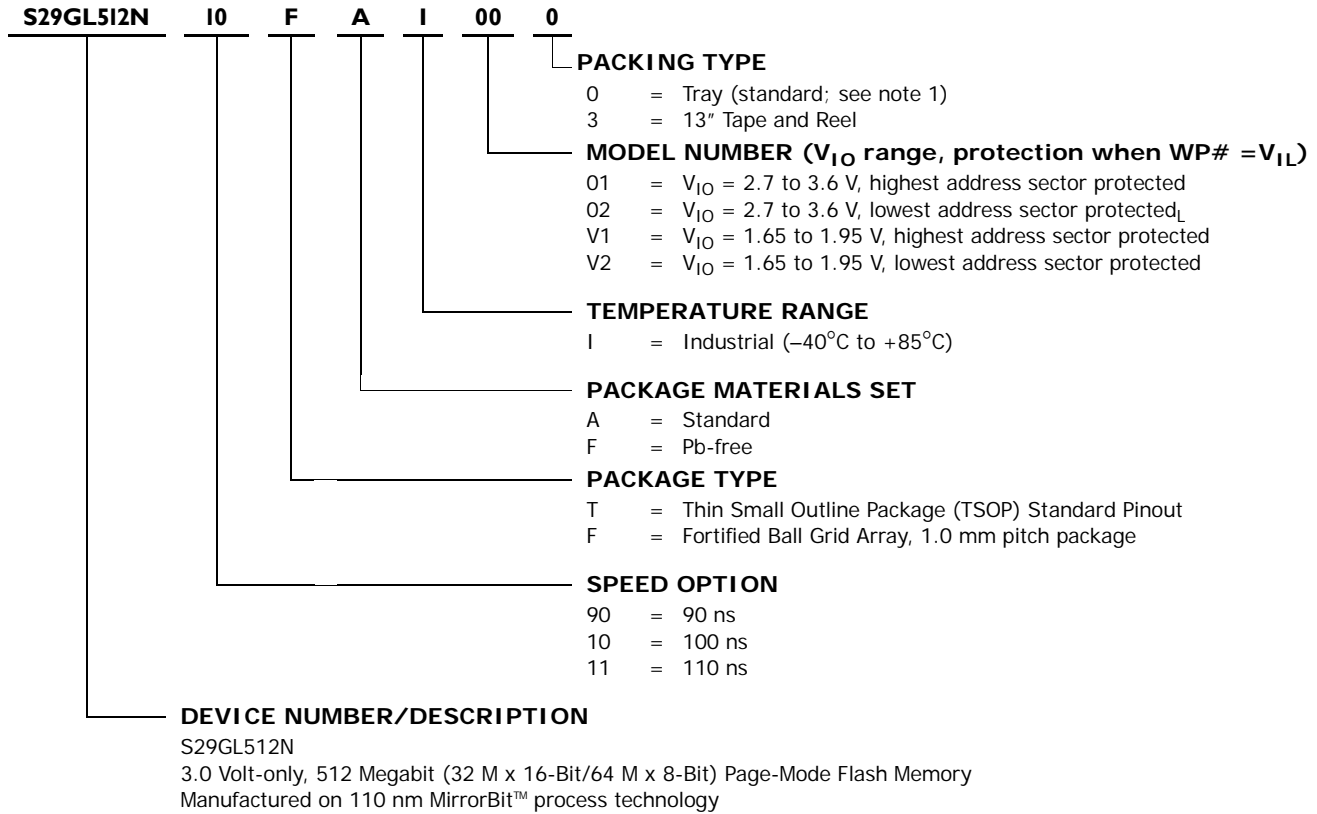 S29GL512N 10 F A I 00 0
PACKING TYPE
0 = Tray (standard; see note 1)
3 = 13″ Tape and Reel
MODEL NUMBER (VIO range, protection when WP# =VIL)
01 = VIO = 2.7 to 3.6 V, highest address sector protected
02 = VIO = 2.7 to 3.6 V, lowest address sector protectedL
V1 = VIO = 1.65 to 1.95 V, highest address sector protected
V2 = VIO = 1.65 to 1.95 V, lowest address sector protected
TEMPERATURE RANGE
I = Industrial (–40°C to +85°C)
PACKAGE MATERIALS SET
A = Standard
F = Pb-free
PACKAGE TYPE
T = Thin Small Outline Package (TSOP) Standard Pinout
F = Fortified Ball Grid Array, 1.0 mm pitch package
SPEED OPTION
90 = 90 ns
10 = 100 ns
11 = 110 ns
DEVICE NUMBER/DESCRIPTION
S29GL512N
3.0 Volt-only, 512 Megabit (32 M x 16-Bit/64 M x 8-Bit) Page-Mode Flash Memory
Manufactured on 110 nm MirrorBit™ process technology